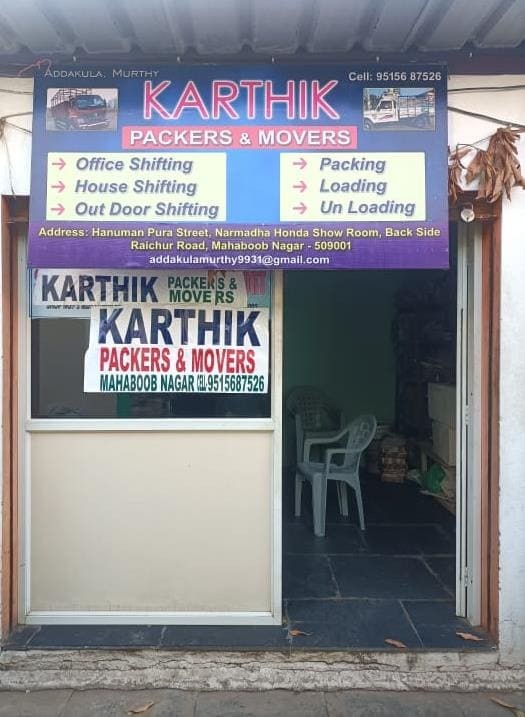 ADDAKULA. MURTHY
Cell: 95156 87526
KARTHIK
PACKERS & MOVERS
→ Office Shifting
→ House Shifting
→ Out Door Shifting
→ Packing
→ Loading
→ Un Loading
Address: Hanuman Pura Street, Narmadha Honda Show Room, Back Side
Raichur Road, Mahaboob Nagar - 509001
addakulamurthy9931@gmail.com
KARTHIK PACKERS &
MOVERS
KARTHIK
PACKERS & MOVERS
MAHABOOB NAGAR CELL:9515687526